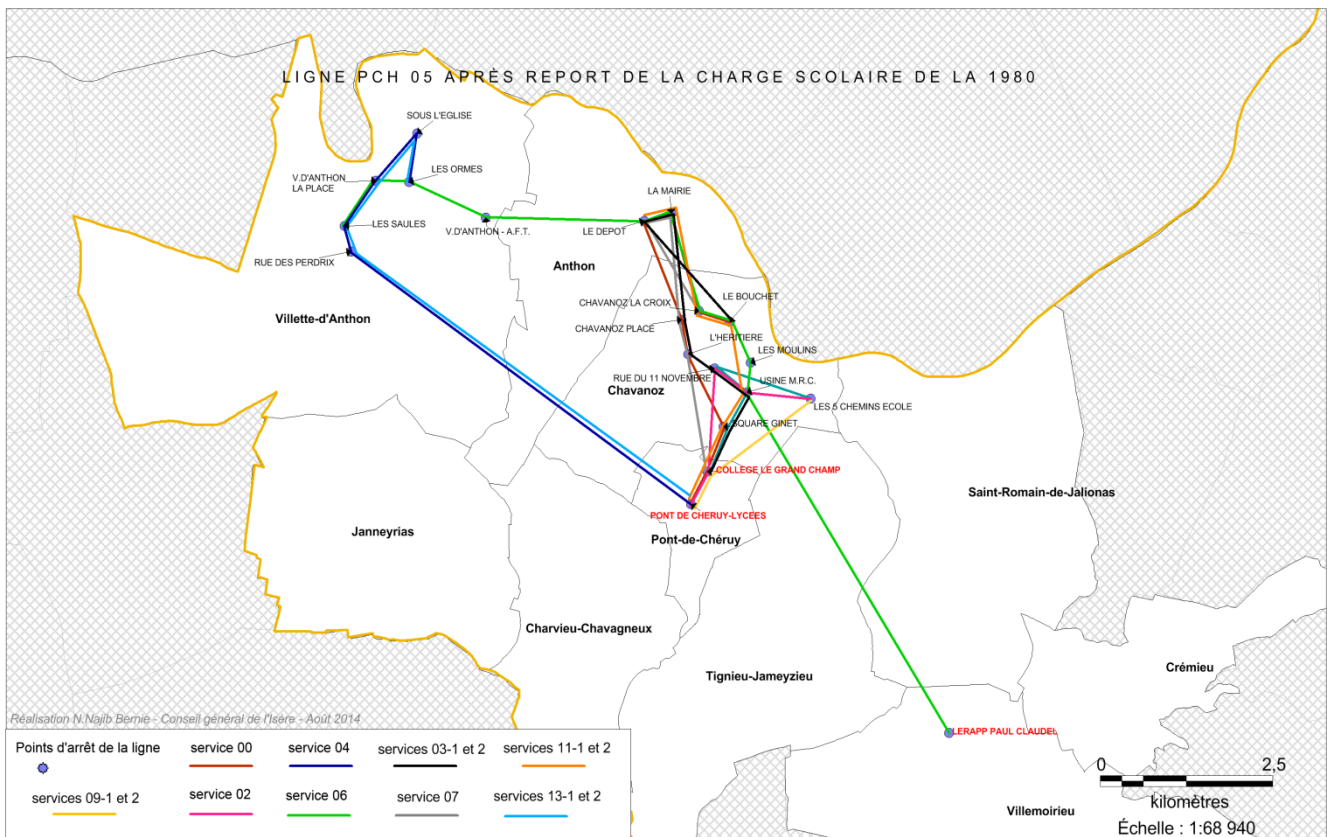 LIGNE PCH 05 APRÈS REPORT DE LA CHARGE SCOLAIRE DE LA 1980
SOUS L'EGLISE
V.D'ANTHON
LA PLACE
LES ORMES
LA MAIRIE
LES SAULES
V.D'ANTHON - A.F.T.
LE DEPOT
RUE DES PERDRIX
Anthon
CHAVANOZ LA CROIX
LE BOUCHET
Villette-d'Anthon
CHAVANOZ PLACE
L'HERITIERE
LES MOULINS
RUE DU 11 NOVEMBRE
USINE M.R.C.
Chavanoz
LES 5 CHEMINS ECOLE
SQUARE GINET
COLLEGE LE GRAND CHAMP
Saint-Romain-de-Jalionas
PONT DE CHERUY-LYCEES
Janneyrias
Pont-de-Chéruy
Charvieu-Chavagneux
Crémieu
Tignieu-Jameyzieu
Réalisation N.Najib Bernie - Conseil général de l'Isère - Août 2014
LERAPP PAUL CLAUDEL
Points d'arrêt de la ligne
service 00
service 04
services 03-1 et 2
services 11-1 et 2
services 09-1 et 2
service 02
service 06
service 07
services 13-1 et 2
0 2,5
kilomètres
Villemoirieu
Échelle : 1:68 940